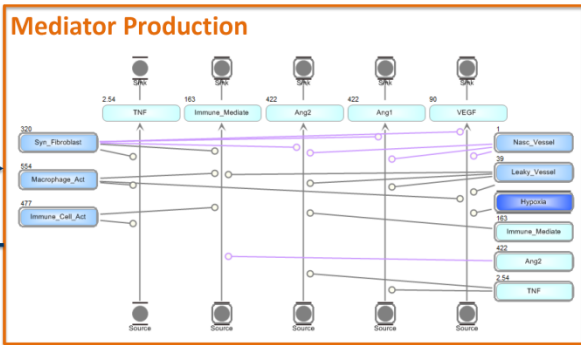 Mediator Production
Sink Sink Sink Sink Sink
2.54 163 422 422 90
TNF Immune_Mediate Ang2 Ang1 VEGF
320
Syn_Fibroblast
554
Macrophage_Act
477
Immune_Cell_Act
1
Nasc_Vessel
39
Leaky_Vessel
Hypoxia
163
Immune_Mediate
422
Ang2
2.54
TNF
Source Source Source Source Source